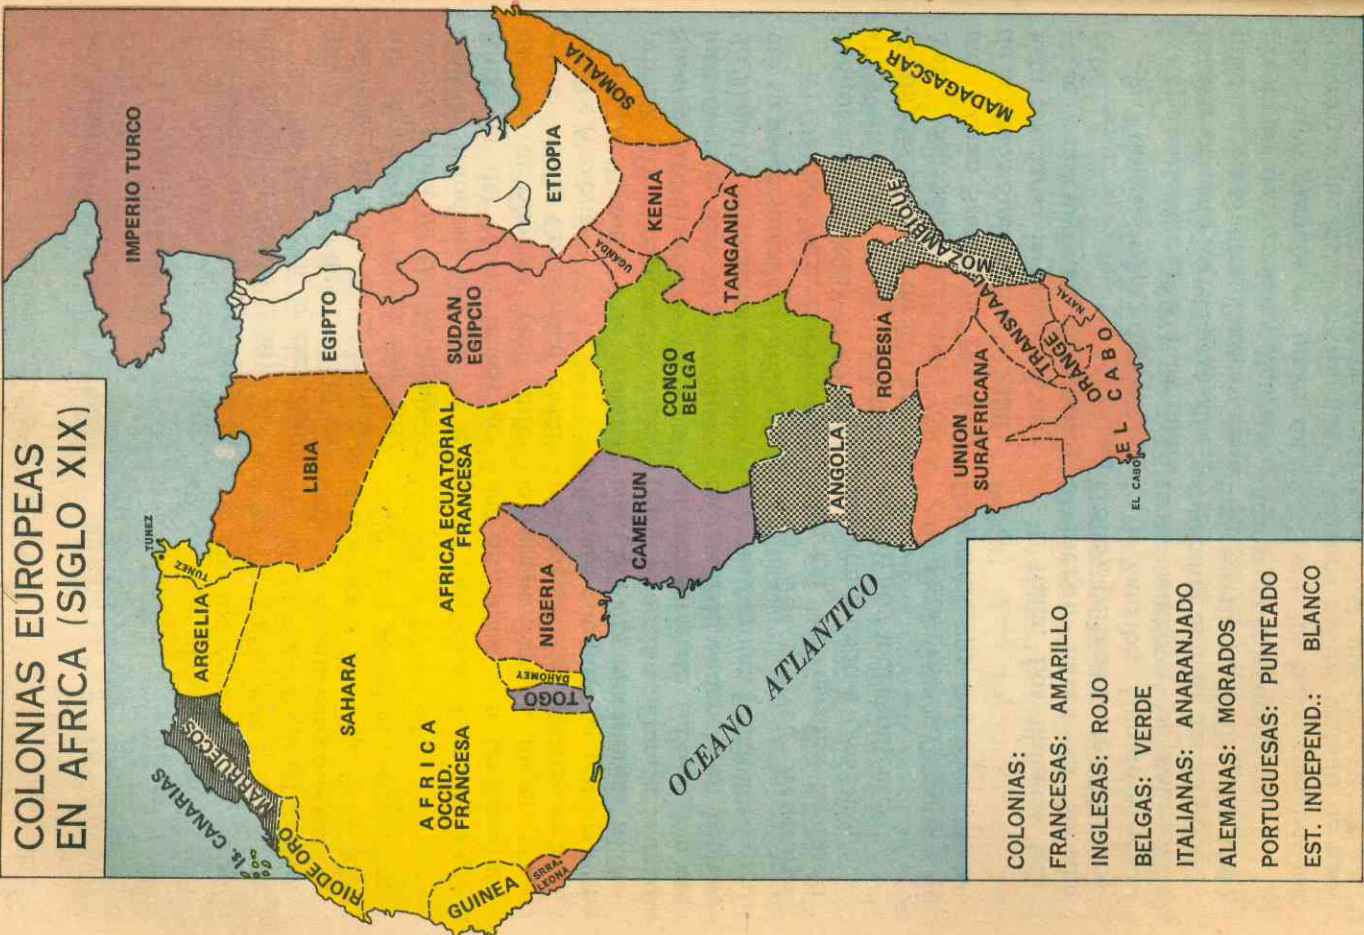 COLONIAS EUROPEAS
EN AFRICA (SIGLO XIX)
IMPERIO TURCO
TUNEZ
TUNEZ
ARGELIA
MARRUECOS
Is. CANARIAS
RIO DE ORO
SAHARA
LIBIA
EGIPTO
SUDAN
EGIPCIO
ETIOPIA
SOMALIA
AFRICA
OCCID.
FRANCESA
AFRICA ECUATORIAL
FRANCESA
GUINEA
SRRA.
LEONA
TOGO
DAHOMEY
NIGERIA
CAMERUN
CONGO
BELGA
UGANDA
KENIA
TANGANICA
ANGOLA
RODESIA
MOZAMBIQUE
MADAGASCAR
UNION
SURAFRICANA
TRANSVAAL
ORANGE
NATAL
EL CABO
EL CABO
OCEANO ATLANTICO
COLONIAS:
FRANCESAS: AMARILLO
INGLESAS: ROJO
BELGAS: VERDE
ITALIANAS: ANARANJADO
ALEMANAS: MORADOS
PORTUGUESAS: PUNTEADO
EST. INDEPEND.: BLANCO